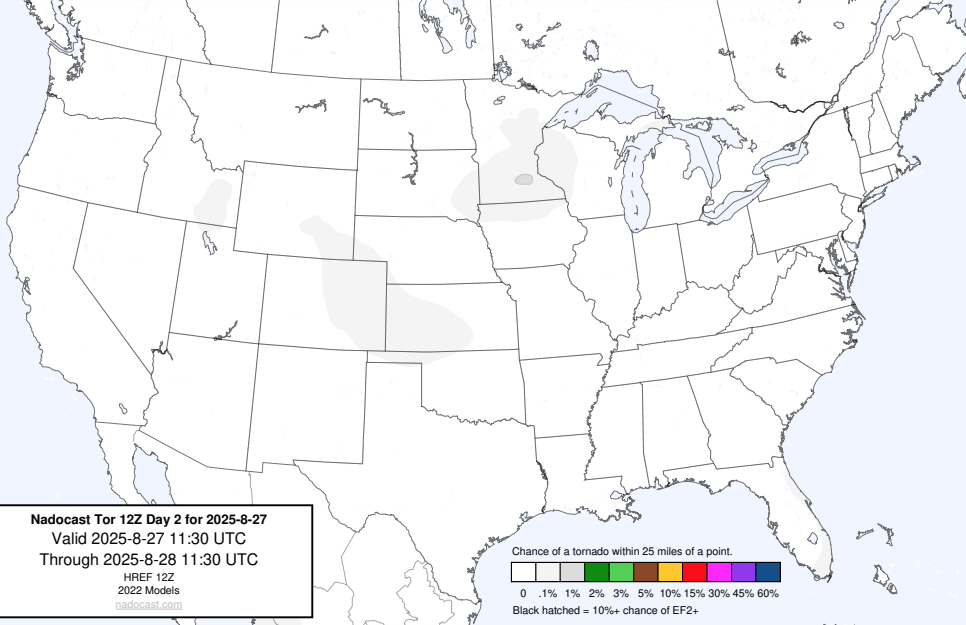 Nadocast Tor 12Z Day 2 for 2025-8-27
Valid 2025-8-27 11:30 UTC
Through 2025-8-28 11:30 UTC
HREF 12Z
2022 Models
nadocast.com
Chance of a tornado within 25 miles of a point.
0 .1% 1% 2% 3% 5% 10% 15% 30% 45% 60%
Black hatched = 10%+ chance of EF2+